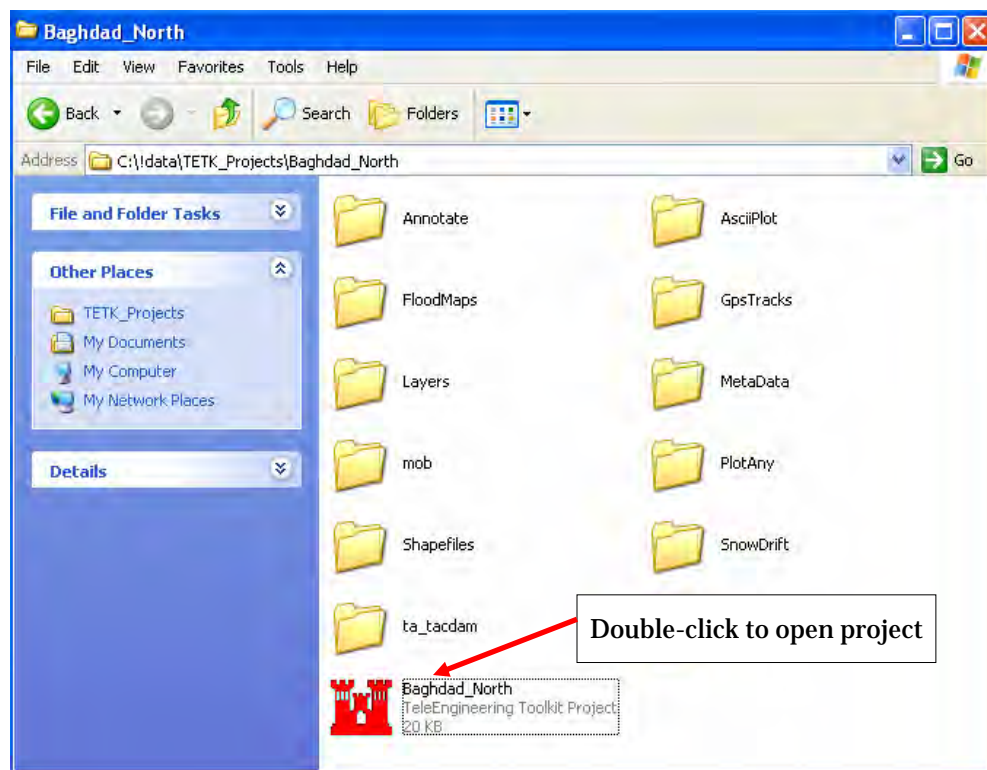 Baghdad_North
File Edit View Favorites Tools Help
Back Search Folders
Address C:\!data\TETK_Projects\Baghdad_North Go
File and Folder Tasks
Other Places
TETK_Projects
My Documents
My Computer
My Network Places
Details
Annotate AsciiPlot
FloodMaps GpsTracks
Layers MetaData
mob PlotAny
Shapefiles SnowDrift
ta_tacdam
Double-click to open project
Baghdad_North
TeleEngineering Toolkit Project
20 KB